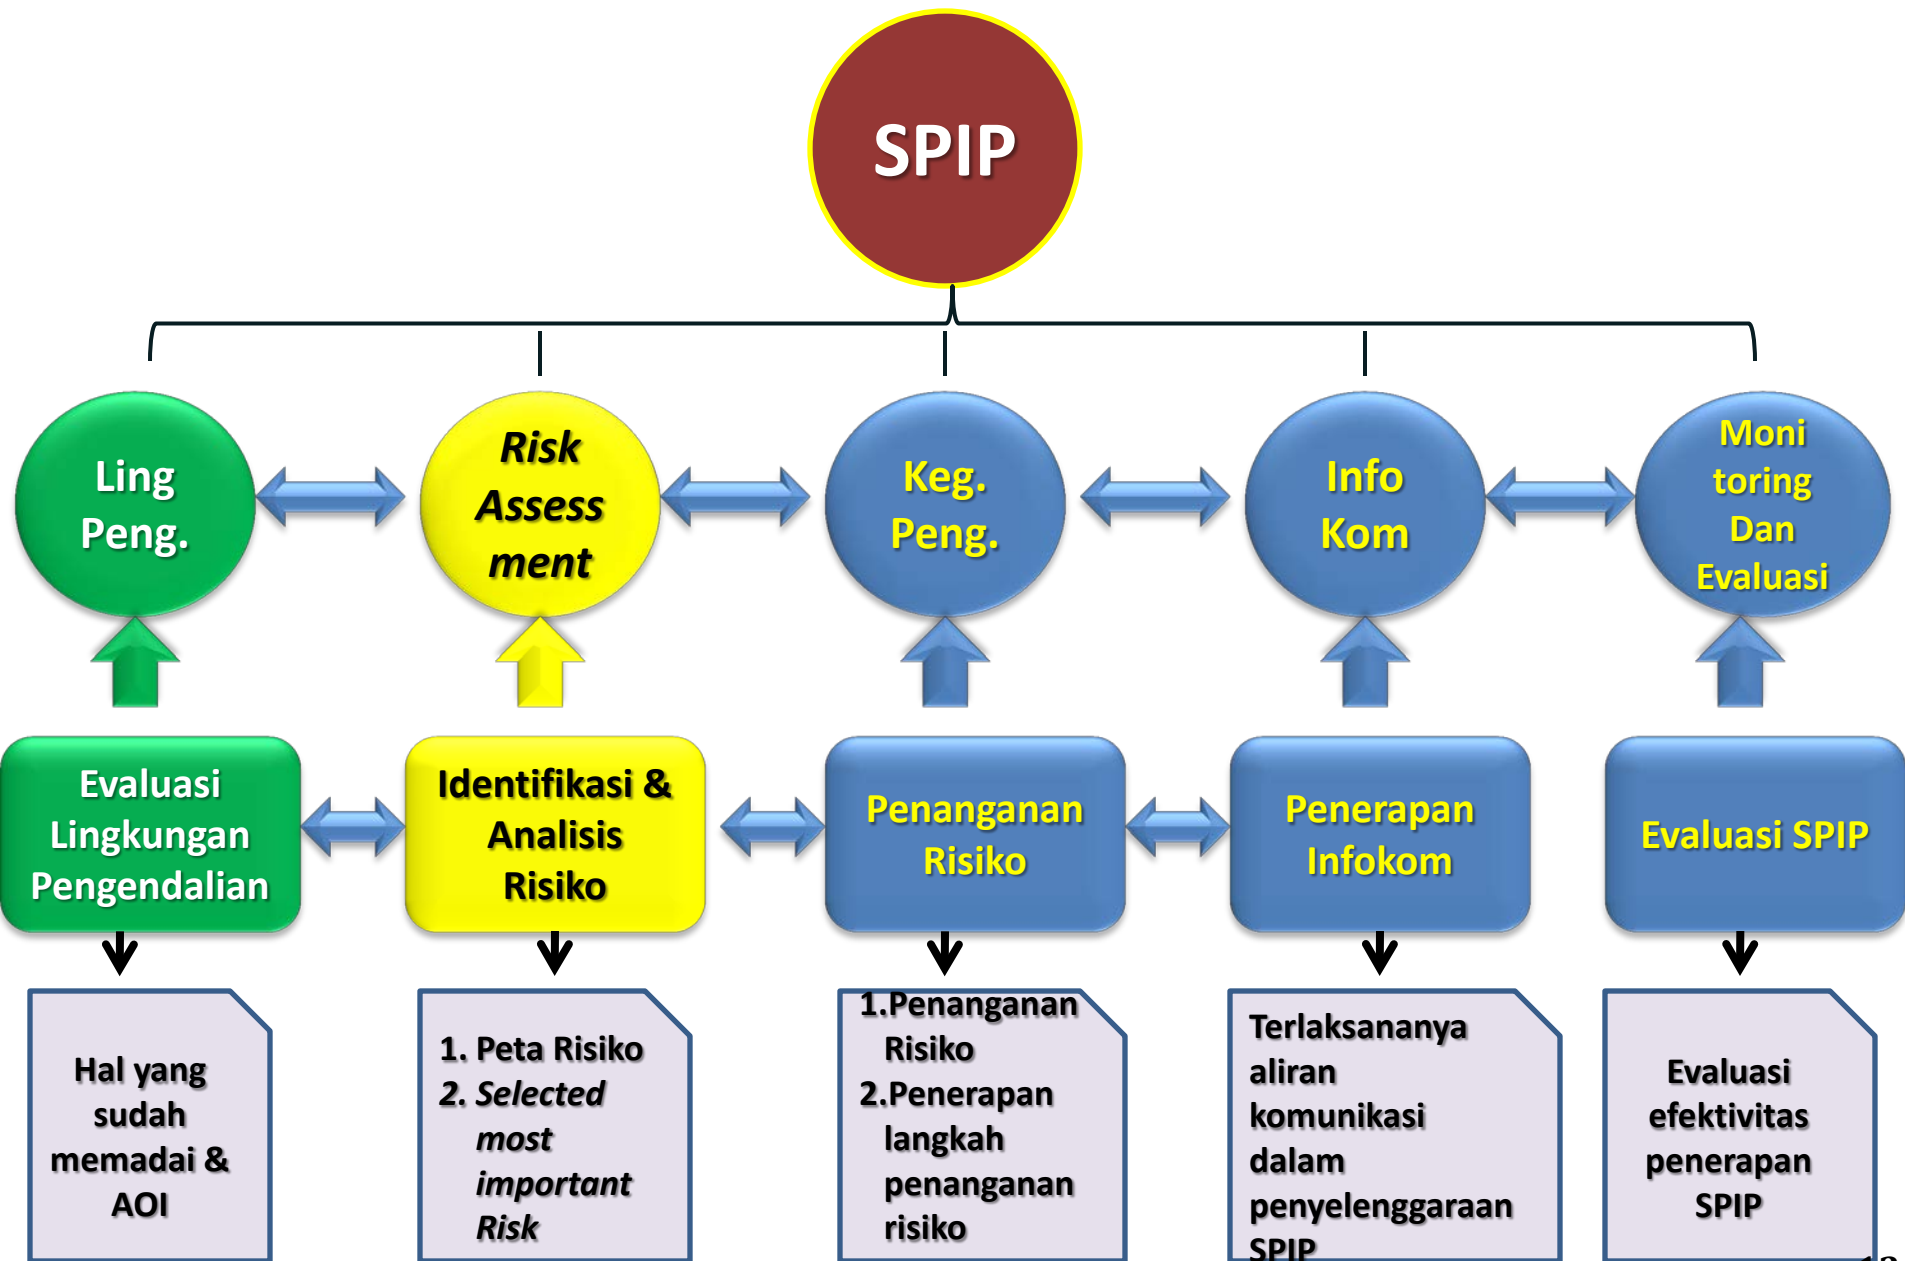 SPIP
Ling
Peng.
Risk
Assess
ment
Keg.
Peng.
Info
Kom
Moni
toring
Dan
Evaluasi
Evaluasi
Lingkungan
Pengendalian
Identifikasi &
Analisis
Risiko
Penanganan
Risiko
Penerapan
Infokom
Evaluasi SPIP
Hal yang
sudah
memadai &
AOI
1. Peta Risiko
2. Selected
most
important
Risk
1.Penanganan
Risiko
2.Penerapan
langkah
penanganan
risiko
Terlaksananya
aliran
komunikasi
dalam
penyelenggaraan
SPIP
Evaluasi
efektivitas
penerapan
SPIP